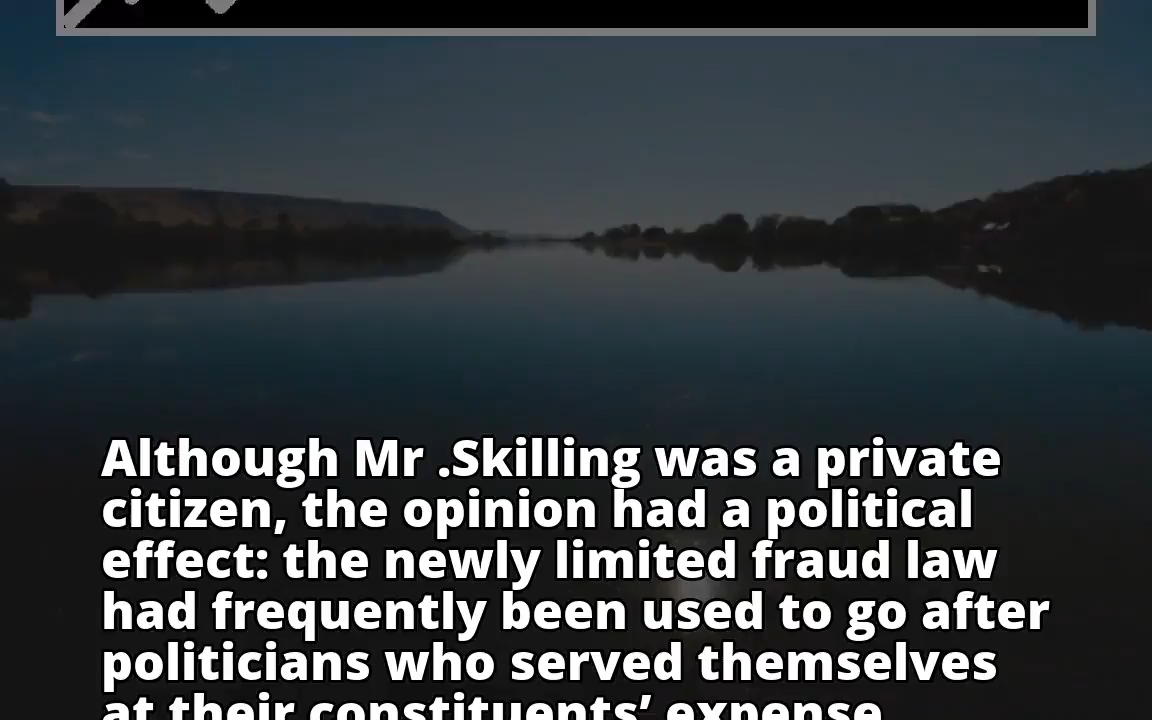 Although Mr .Skilling was a private
citizen, the opinion had a political
effect: the newly limited fraud law
had frequently been used to go after
politicians who served themselves
at their constituents’ expense